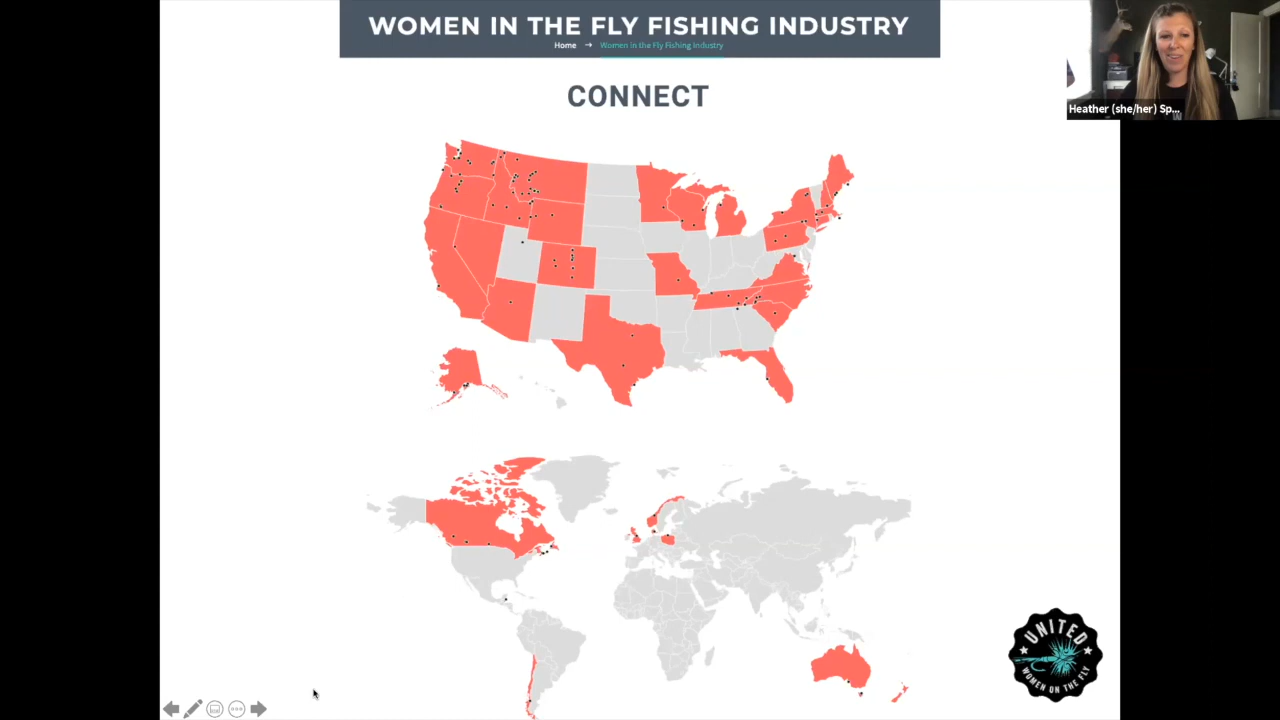 WOMEN IN THE FLY FISHING INDUSTRY
Home → Women in the Fly Fishing Industry
CONNECT
Heather (she/her) Sp...
UNITED
WOMEN ON THE FLY